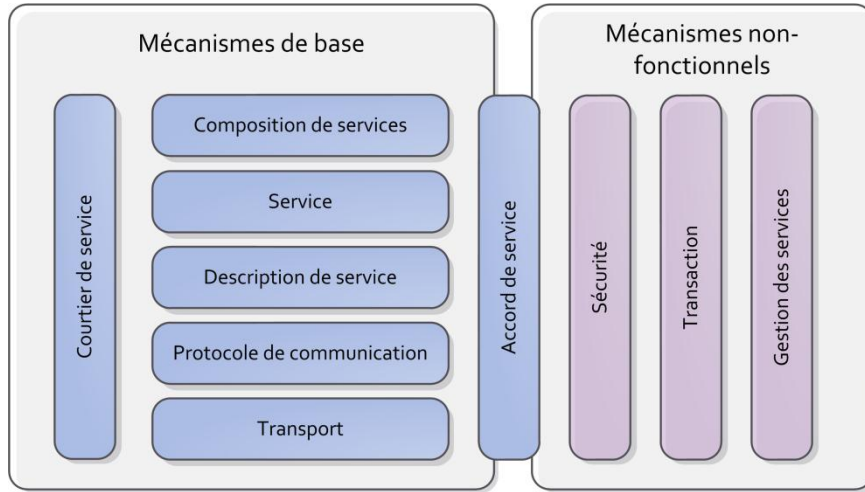 Mécanismes de base
Courtier de service
Composition de services
Service
Description de service
Protocole de communication
Transport
Accord de service
Mécanismes non-
fonctionnels
Sécurité
Transaction
Gestion des services